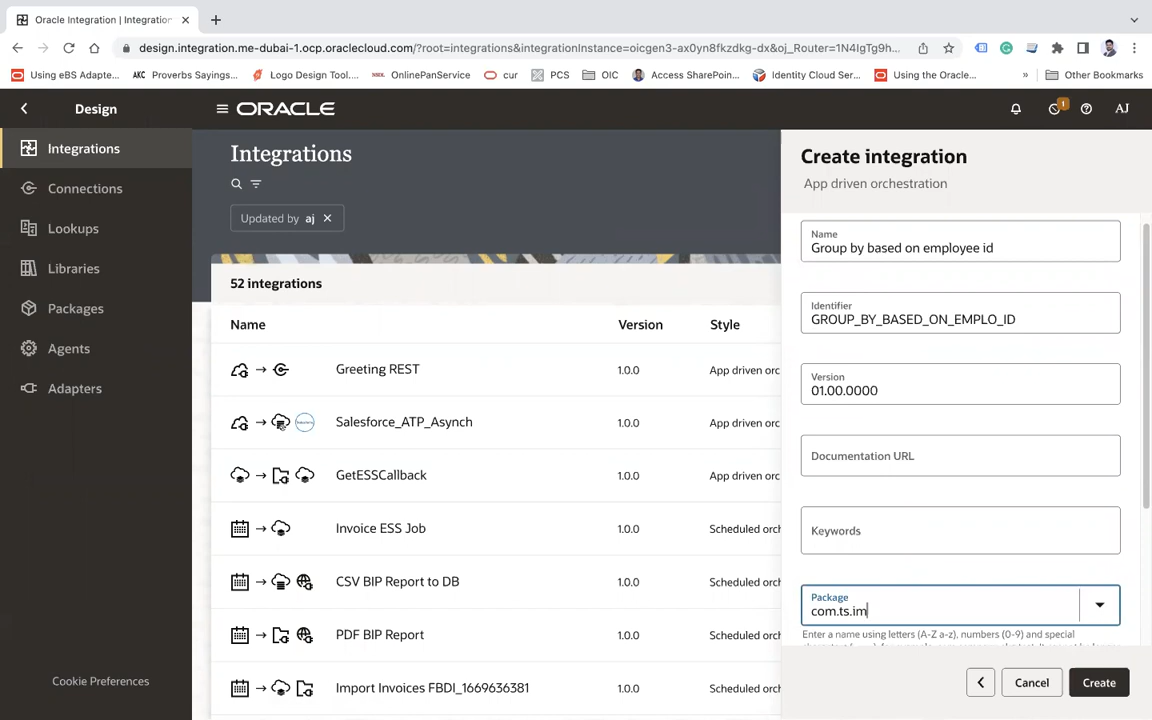 Oracle Integration | Integration
design.integration.me-dubai-1.ocp.oraclecloud.com/?root=integrations&integrationInstance=oicgen3-ax0yn8fkzdkg-dx&oj_Router=1N4IgTg9h...
Using eBS Adapte... AKC Proverbs Sayings... Logo Design Tool.... OnlinePanService cur PCS OIC Access SharePoin... Identity Cloud Ser... Using the Oracle... » Other Bookmarks
Design ORACLE 1 AJ
Integrations
Connections
Lookups
Libraries
Packages
Agents
Adapters
Cookie Preferences
Integrations
Updated by aj
52 integrations
Name Version Style
Greeting REST 1.0.0 App driven orc
Salesforce_ATP_Asynch 1.0.0 App driven orc
GetESSCallback 1.0.0 App driven orc
Invoice ESS Job 1.0.0 Scheduled orch
CSV BIP Report to DB 1.0.0 Scheduled orch
PDF BIP Report 1.0.0 Scheduled orch
Import Invoices FBDI_1669636381 1.0.0 Scheduled orch
Create integration
App driven orchestration
Name
Group by based on employee id
Identifier
GROUP_BY_BASED_ON_EMPLO_ID
Version
01.00.0000
Documentation URL
Keywords
Package
com.ts.im
Enter a name using letters (A-Z a-z), numbers (0-9) and special
Cancel Create